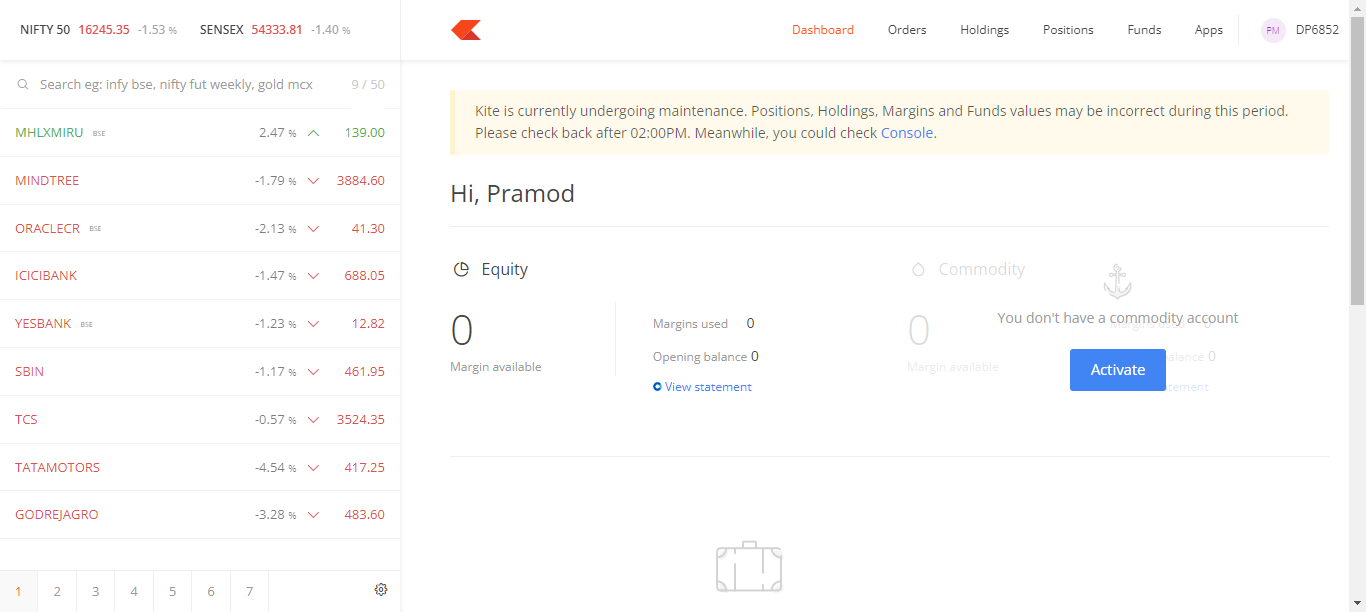 NIFTY 50 16245.35 -1.53 % SENSEX 54333.81 -1.40 %
Dashboard Orders Holdings Positions Funds Apps PM DP6852
Search eg: infy bse, nifty fut weekly, gold mcx 9 / 50
MHLXMIRU BSE 2.47 % 139.00
MINDTREE -1.79 % 3884.60
ORACLECR BSE -2.13 % 41.30
ICICIBANK -1.47 % 688.05
YESBANK BSE -1.23 % 12.82
SBIN -1.17 % 461.95
TCS -0.57 % 3524.35
TATAMOTORS -4.54 % 417.25
GODREJAGRO -3.28 % 483.60
1 2 3 4 5 6 7
Kite is currently undergoing maintenance. Positions, Holdings, Margins and Funds values may be incorrect during this period.
Please check back after 02:00PM. Meanwhile, you could check Console.
Hi, Pramod
Equity
0
Margin available
Margins used 0
Opening balance 0
View statement
Commodity
0
Margin available
You don't have a commodity account
Margins used 0
Activate
alance 0
tement